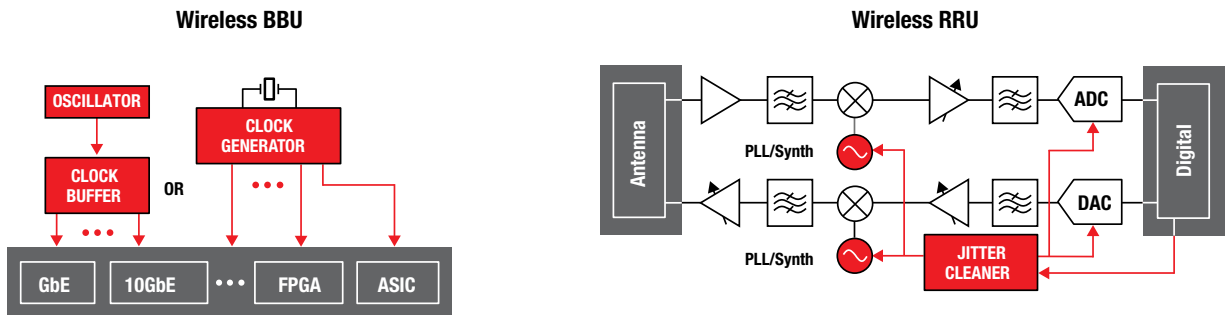 Wireless BBU
OSCILLATOR
CLOCK
BUFFER
OR
CLOCK
GENERATOR
GbE
10GbE
FPGA
ASIC
Wireless RRU
Antenna
PLL/Synth
ADC
Digital
DAC
PLL/Synth
JITTER
CLEANER